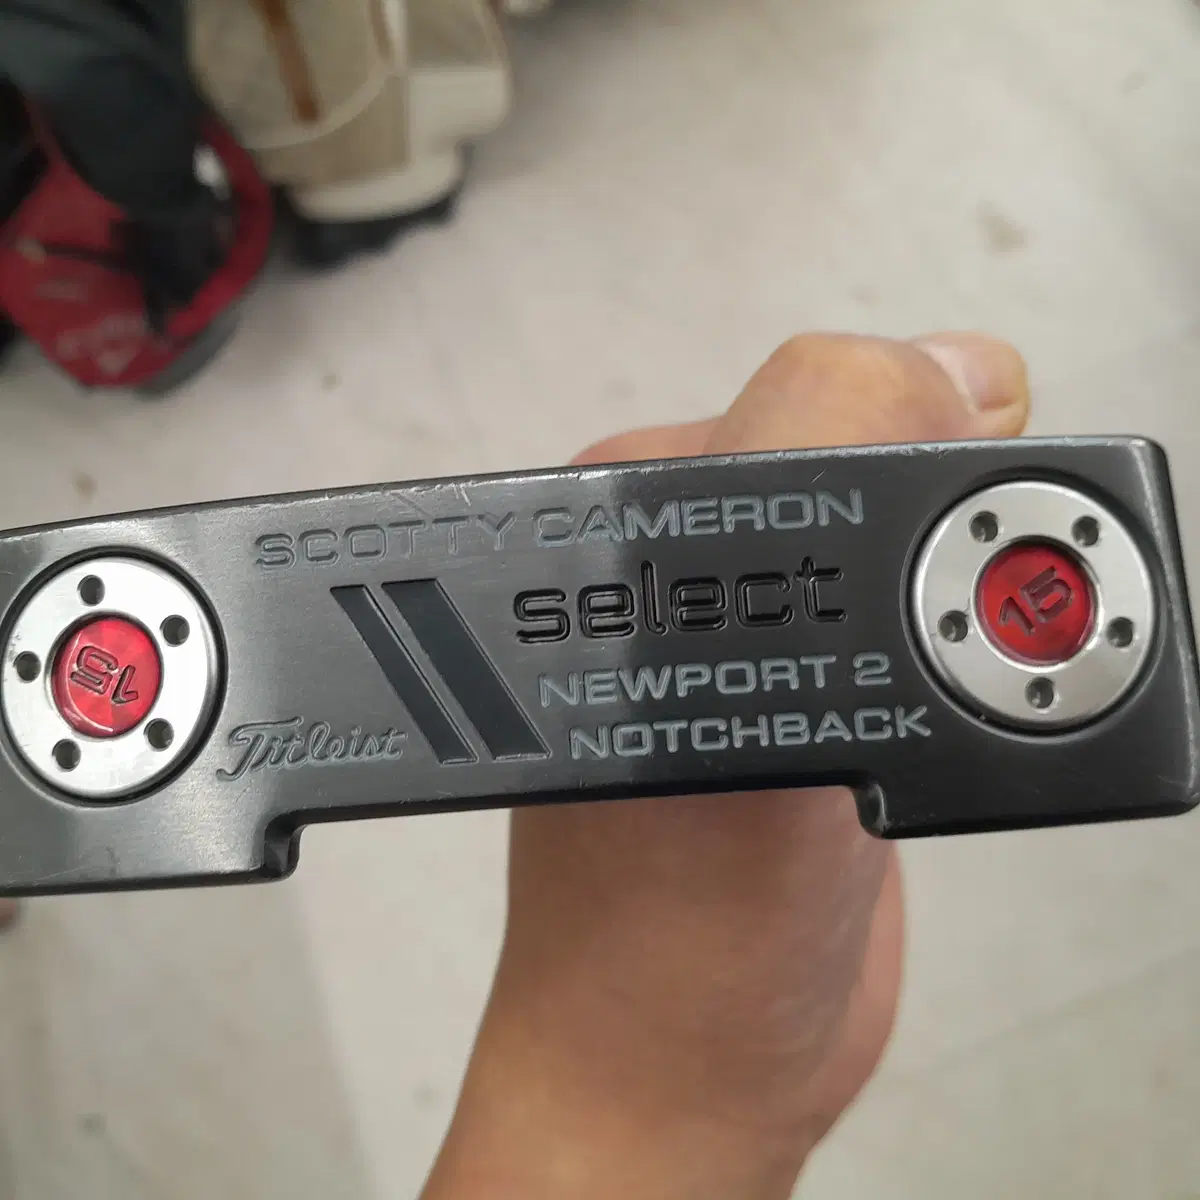 SCOTTY CAMERON
select
NEWPORT 2
NOTCHBACK
Titleist
15
15